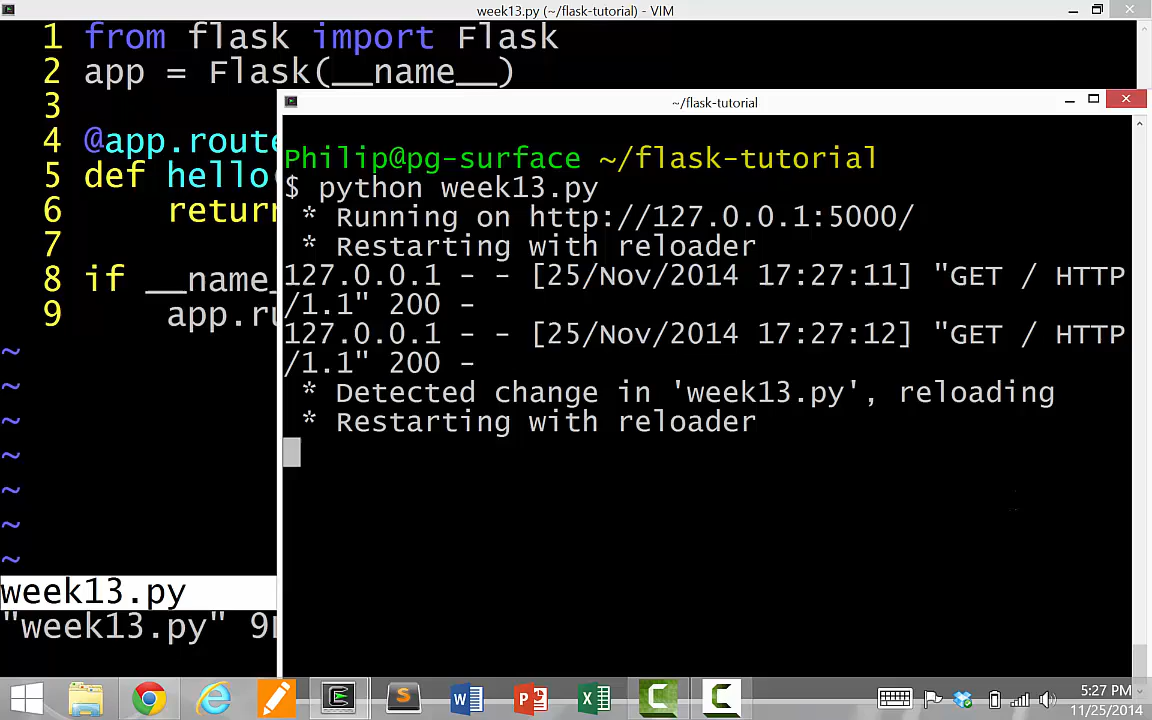 week13.py (~/flask-tutorial) - VIM
1 from flask import Flask
2 app = Flask(__name__)
3
4 @app.route
5 def hello(
6 return
7
8 if __name_
9 app.ru
~
~
~
~
~
~
~
week13.py
"week13.py" 9
~/flask-tutorial
Philip@pg-surface ~/flask-tutorial
$ python week13.py
* Running on http://127.0.0.1:5000/
* Restarting with reloader
127.0.0.1 - - [25/Nov/2014 17:27:11] "GET / HTTP
/1.1" 200 -
127.0.0.1 - - [25/Nov/2014 17:27:12] "GET / HTTP
/1.1" 200 -
* Detected change in 'week13.py', reloading
* Restarting with reloader
5:27 PM
11/25/2014